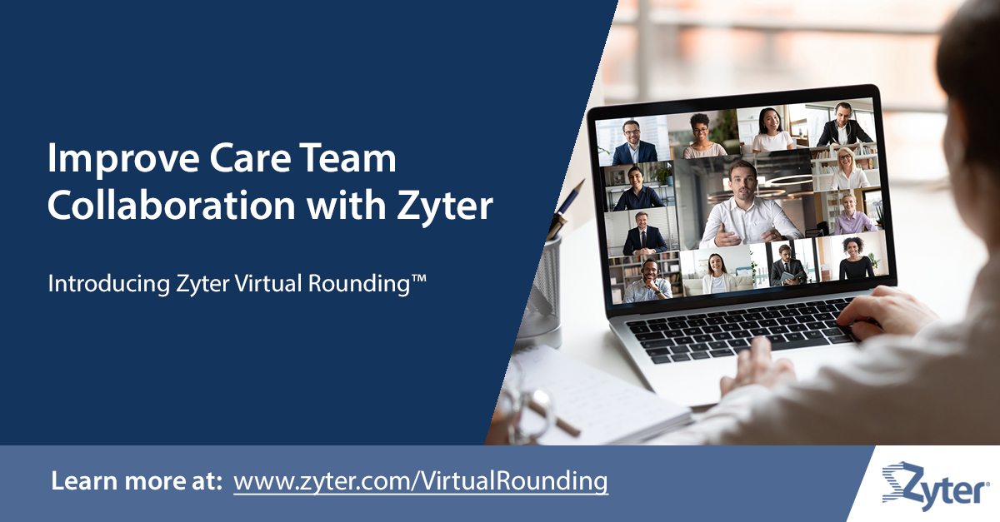 Improve Care Team
Collaboration with Zyter
Introducing Zyter Virtual Rounding™
Learn more at: www.zyter.com/VirtualRounding
Zyter®